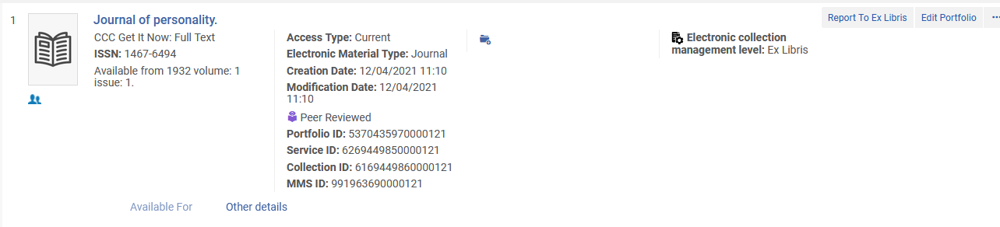 1
Journal of personality.
CCC Get It Now: Full Text
ISSN: 1467-6494
Available from 1932 volume: 1
issue: 1.
Access Type: Current
Electronic Material Type: Journal
Creation Date: 12/04/2021 11:10
Modification Date: 12/04/2021
11:10
Peer Reviewed
Portfolio ID: 5370435970000121
Service ID: 6269449850000121
Collection ID: 6169449860000121
MMS ID: 991963690000121
Electronic collection
management level: Ex Libris
Report To Ex Libris
Edit Portfolio
Available For
Other details